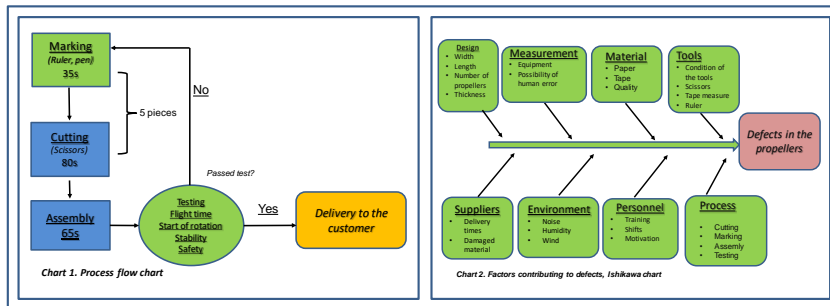 Marking
(Ruler, pen)
35s
No
5 pieces
Cutting
(Scissors)
80s
Passed test?
Assembly
65s
Testing
Flight time
Start of rotation
Stability
Safety
Yes
Delivery to the
customer
Chart 1. Process flow chart
Design
• Width
• Length
• Number of
propellers
• Thickness
Measurement
• Equipment
• Possibility of
human error
Material
• Paper
• Tape
• Quality
Tools
• Condition of
the tools
• Scissors
• Tape measure
• Ruler
Defects in the
propellers
Suppliers
• Delivery
times
• Damaged
material
Environment
• Noise
• Humidity
• Wind
Personnel
• Training
• Shifts
• Motivation
Process
• Cutting
• Marking
• Assemly
• Testing
Chart 2. Factors contributing to defects, Ishikawa chart